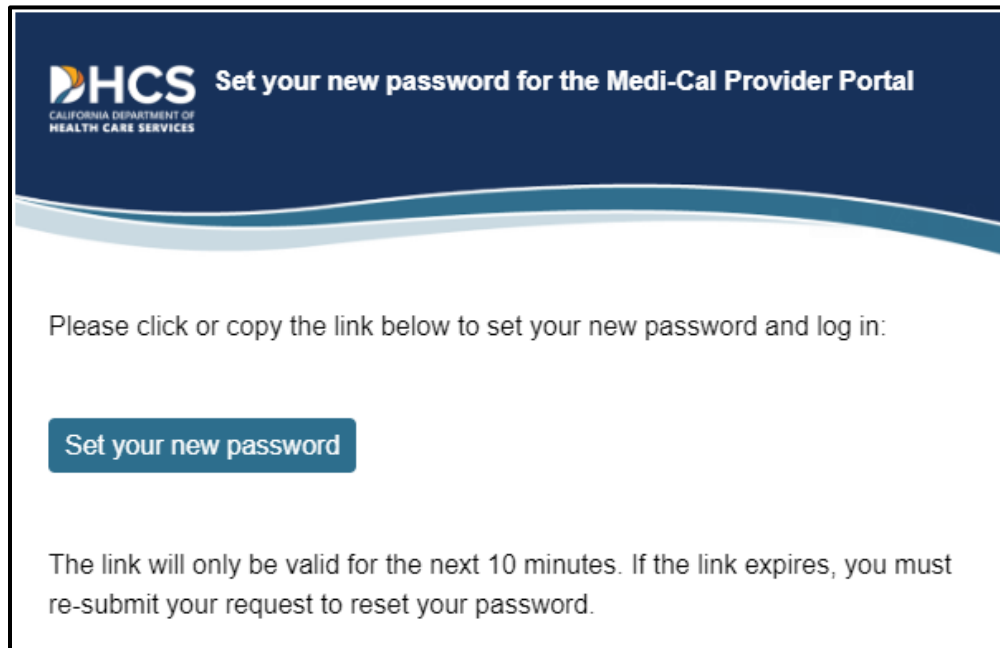 DHCS
CALIFORNIA DEPARTMENT OF
HEALTH CARE SERVICES
Set your new password for the Medi-Cal Provider Portal
Please click or copy the link below to set your new password and log in:
Set your new password
The link will only be valid for the next 10 minutes. If the link expires, you must
re-submit your request to reset your password.